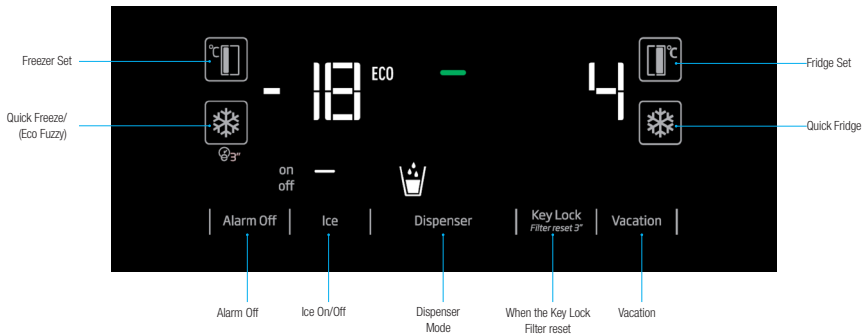 Freezer Set
°C
- 18 ECO
4
°C
Fridge Set
Quick Freeze/
(Eco Fuzzy)
3"
Quick Fridge
on
off
Alarm Off
Ice
Dispenser
Key Lock
Filter reset 3"
Vacation
Alarm Off
Ice On/Off
Dispenser
Mode
When the Key Lock
Filter reset
Vacation